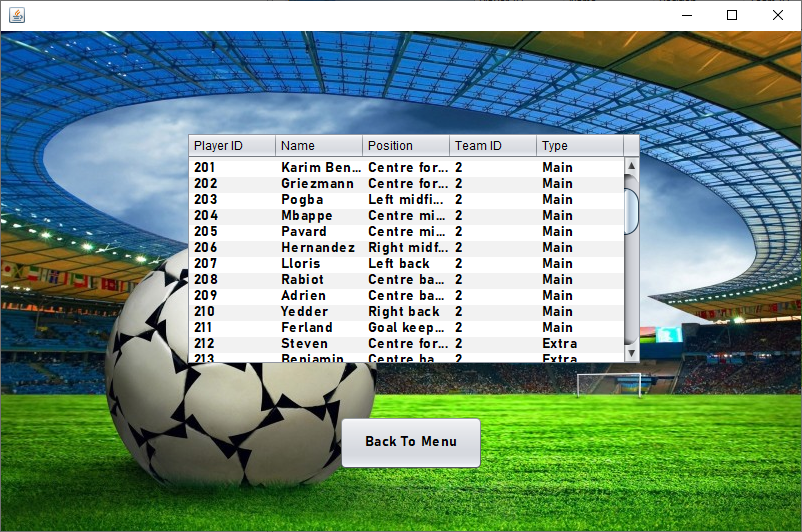 Player ID Name Position Team ID Type
201 Karim Ben... Centre for... 2 Main
202 Griezmann Centre for... 2 Main
203 Pogba Left midfi... 2 Main
204 Mbappe Centre mi... 2 Main
205 Pavard Centre mi... 2 Main
206 Hernandez Right midf... 2 Main
207 Lloris Left back 2 Main
208 Rabiot Centre ba... 2 Main
209 Adrien Centre ba... 2 Main
210 Yedder Right back 2 Main
211 Ferland Goal keep... 2 Main
212 Steven Centre for... 2 Extra
213 Benjamin Centre ba... 2 Extra
Back To Menu